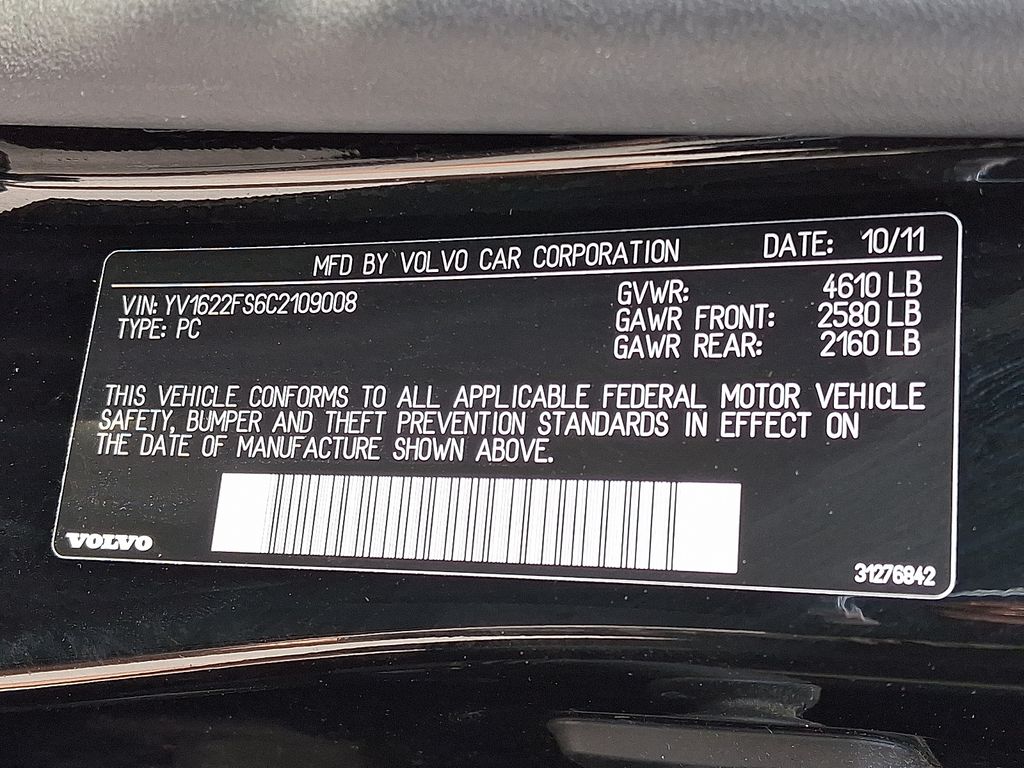 MFD BY VOLVO CAR CORPORATION DATE: 10/11
VIN: YV1622FS6C2109008 GVWR: 4610 LB
TYPE: PC GAWR FRONT: 2580 LB
GAWR REAR: 2160 LB
THIS VEHICLE CONFORMS TO ALL APPLICABLE FEDERAL MOTOR VEHICLE
SAFETY, BUMPER AND THEFT PREVENTION STANDARDS IN EFFECT ON
THE DATE OF MANUFACTURE SHOWN ABOVE.
VOLVO
31276842